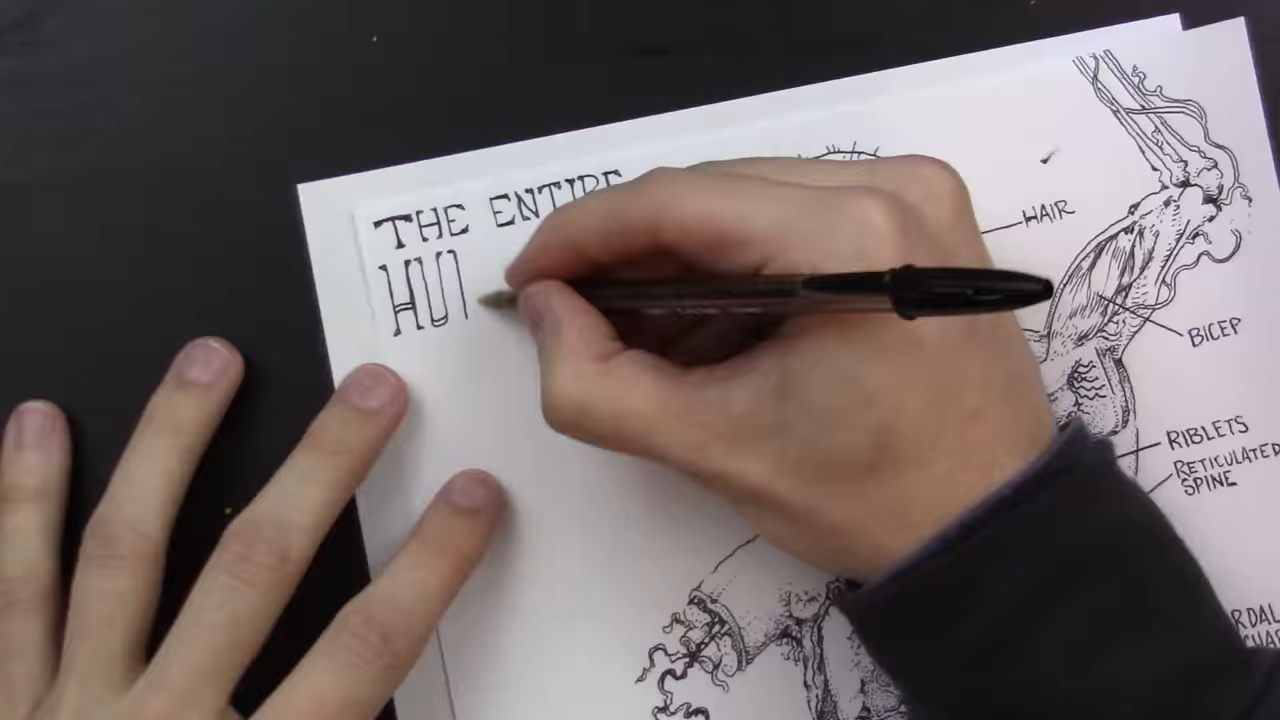 THE ENTIRE
HU
HAIR
BICEP
RIBLETS
RETICULATED
SPINE